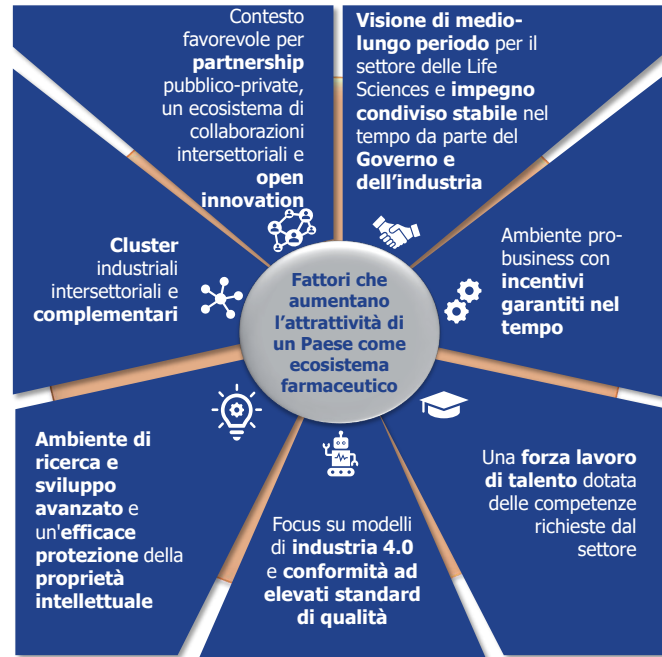 Fattori che
aumentano
l'attrattività di
un Paese come
ecosistema
farmaceutico
Visione di medio-
lungo periodo per il
settore delle Life
Sciences e impegno
condiviso stabile nel
tempo da parte del
Governo e
dell'industria
Ambiente pro-
business con
incentivi
garantiti nel
tempo
Una forza lavoro
di talento dotata
delle competenze
richieste dal
settore
Focus su modelli
di industria 4.0
e conformità ad
elevati standard
di qualità
Ambiente di
ricerca e
sviluppo
avanzato e
un'efficace
protezione della
proprietà
intellettuale
Cluster
industriali
intersettoriali e
complementari
Contesto
favorevole per
partnership
pubblico-private,
un ecosistema di
collaborazioni
intersettoriali e
open
innovation